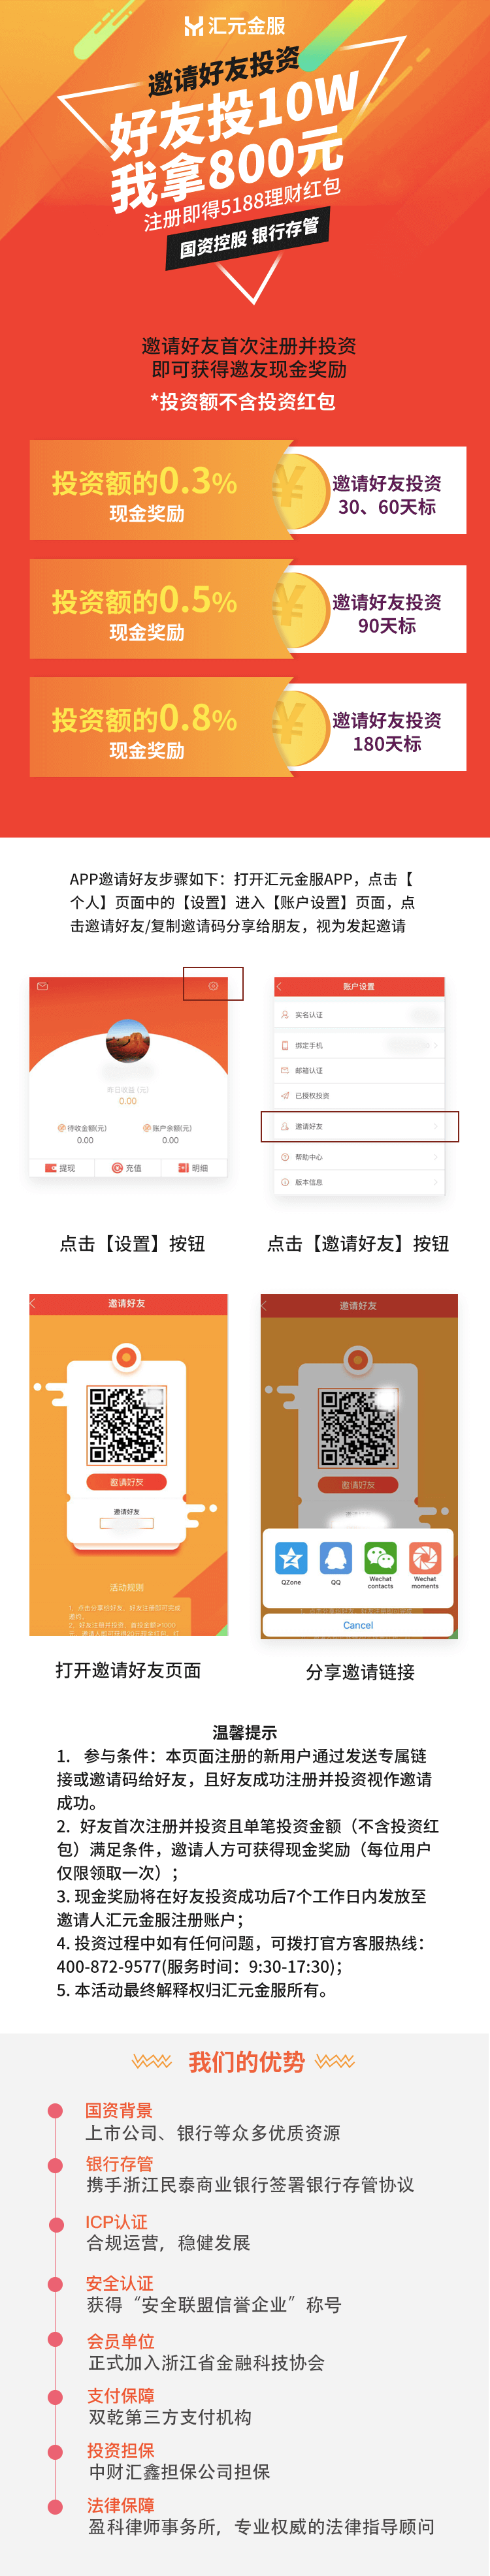 汇元金服
邀请好友投资
好友投10W
我拿800元
注册即得5188理财红包
国资控股 银行存管
邀请好友首次注册并投资
即可获得邀友现金奖励
*投资额不含投资红包
投资额的0.3%
现金奖励
邀请好友投资
30、60天标
投资额的0.5%
现金奖励
邀请好友投资
90天标
投资额的0.8%
现金奖励
邀请好友投资
180天标
APP邀请好友步骤如下：打开汇元金服APP，点击【
个人】页面中的【设置】进入【账户设置】页面，点
击邀请好友/复制邀请码分享给朋友，视为发起邀请
昨日收益 (元)
0.00
待收金额(元)
账户余额(元)
0.00
0.00
提现
充值
明细
账户设置
实名认证
绑定手机
邮箱认证
已授权投资
邀请好友
帮助中心
版本信息
点击【设置】按钮
点击【邀请好友】按钮
邀请好友
邀请好友
邀请好友
活动规则
1、点击分享给好友，好友注册即可完成
邀约。
邀请好友
邀请好友
QZone
QQ
Wechat
contacts
Wechat
moments
Cancel
打开邀请好友页面
分享邀请链接
温馨提示
1. 参与条件：本页面注册的新用户通过发送专属链
接或邀请码给好友，且好友成功注册并投资视作邀请
成功。
2. 好友首次注册并投资且单笔投资金额（不含投资红
包）满足条件，邀请人方可获得现金奖励（每位用户
仅限领取一次）；
3. 现金奖励将在好友投资成功后7个工作日内发放至
邀请人汇元金服注册账户；
4. 投资过程中如有任何问题，可拨打官方客服热线：
400-872-9577(服务时间：9:30-17:30)；
5. 本活动最终解释权归汇元金服所有。
我们的优势
国资背景
上市公司、银行等众多优质资源
银行存管
携手浙江民泰商业银行签署银行存管协议
ICP认证
合规运营，稳健发展
安全认证
获得“安全联盟信誉企业”称号
会员单位
正式加入浙江省金融科技协会
支付保障
双乾第三方支付机构
投资担保
中财汇鑫担保公司担保
法律保障
盈科律师事务所，专业权威的法律指导顾问